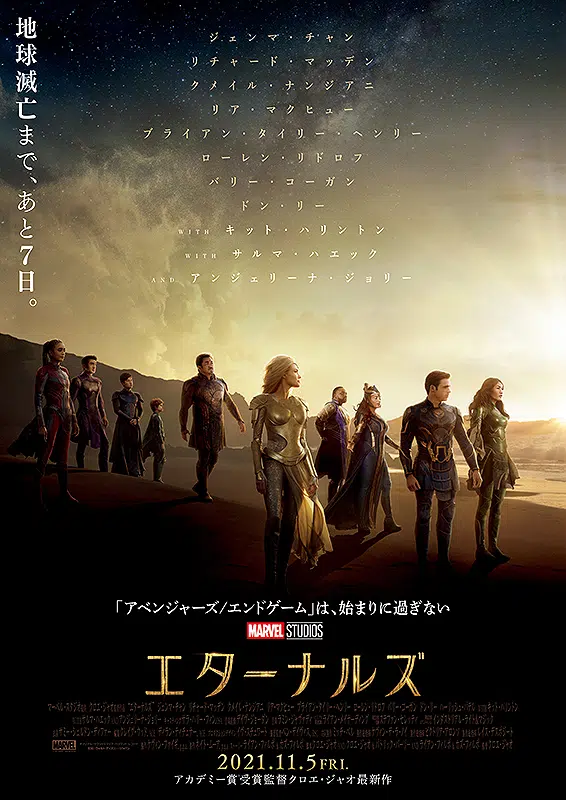 地球滅亡まで、あと7日。
ジェンマ・チャン
リチャード・マッデン
クメイル・ナンジアニ
リア・マクヒュー
ブライアン・タイリー・ヘンリー
ローレン・リドロフ
バリー・コーガン
ドン・リー
WITH キット・ハリントン
WITH サルマ・ハエック
AND アンジェリーナ・ジョリー
「アベンジャーズ/エンドゲーム」は、始まりに過ぎない
MARVEL STUDIOS
エターナルズ
MARVEL
2021.11.5 FRI.
アカデミー賞®受賞監督クロエ・ジャオ最新作